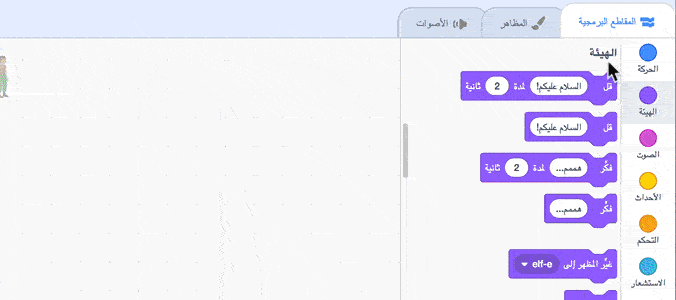 المقاطع البرمجية
المظاهر
الأصوات
الحركة
الهيئة
الصوت
الأحداث
التحكم
الاستشعار
الهيئة
قل السلام عليكم! لمدة 2 ثانية
قل السلام عليكم!
فكِّر هممم... لمدة 2 ثانية
فكِّر هممم...
غيِّر المظهر إلى elf-e